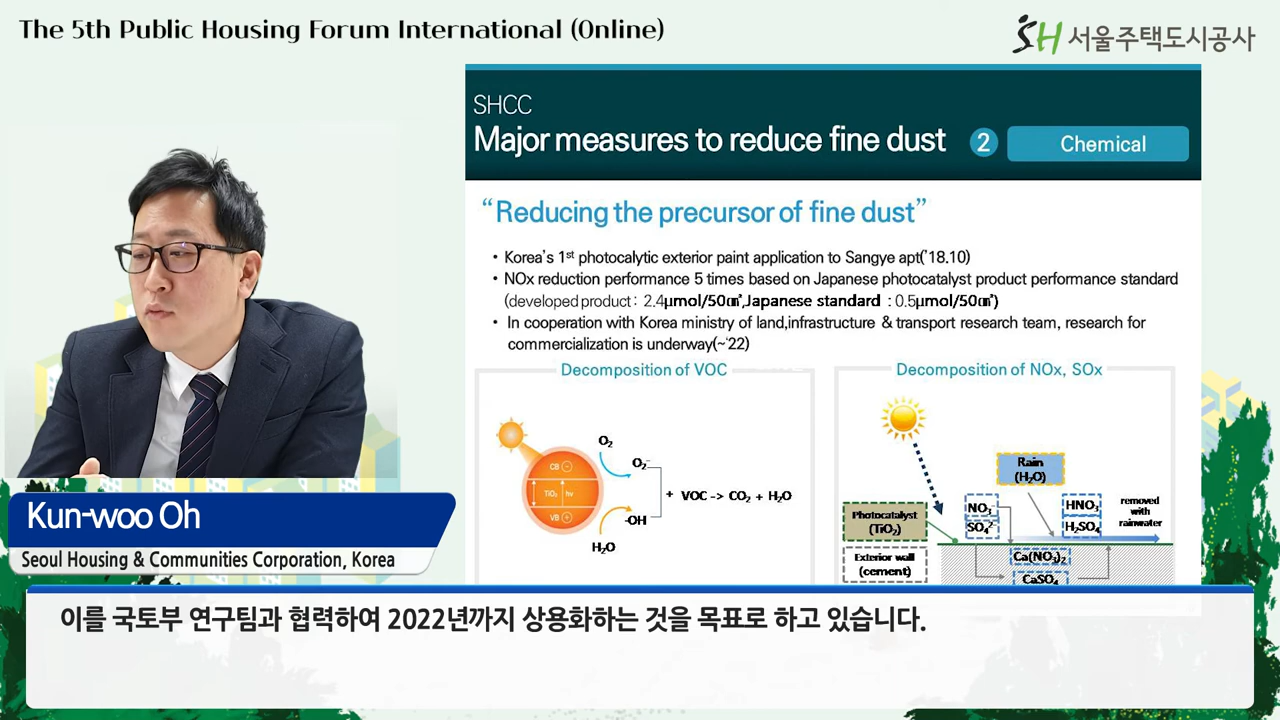 The 5th Public Housing Forum International (Online)
SH 서울주택도시공사
SHCC
Major measures to reduce fine dust 2 Chemical
“Reducing the precursor of fine dust”
• Korea’s 1st photocalytic exterior paint application to Sangye apt(’18.10)
• NOx reduction performance 5 times based on Japanese photocatalyst product performance standard
(developed product : 2.4µmol/50㎠,Japanese standard : 0.5µmol/50㎠)
• In cooperation with Korea ministry of land,infrastructure & transport research team, research for
commercialization is underway(~‘22)
Decomposition of VOC
O₂
CB (-)
O₂⁻
TiO₂ hv
+ VOC -> CO₂ + H₂O
VB (+)
·OH
H₂O
Decomposition of NOx, SOx
Rain
(H₂O)
NO₃⁻
SO₄²⁻
HNO₃
H₂SO₄
removed
with
rainwater
Photocatalyst
(TiO₂)
Exterior wall
(cement)
Ca(NO₃)₂
CaSO₄
Kun-woo Oh
Seoul Housing & Communities Corporation, Korea
이를 국토부 연구팀과 협력하여 2022년까지 상용화하는 것을 목표로 하고 있습니다.